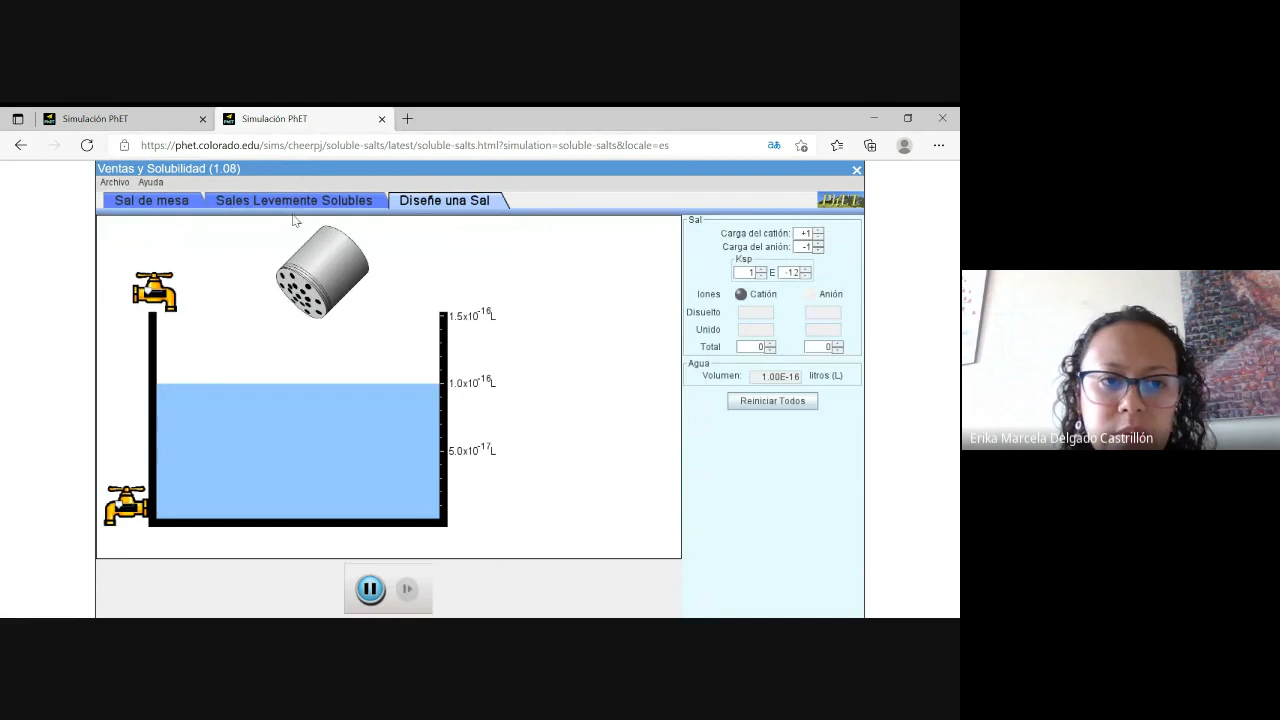 Simulación PhET
Simulación PhET
https://phet.colorado.edu/sims/cheerpj/soluble-salts/latest/soluble-salts.html?simulation=soluble-salts&locale=es
Ventas y Solubilidad (1.08)
Archivo Ayuda
Sal de mesa Sales Levemente Solubles Diseñe una Sal PhET
Sal
Carga del catión: +1
Carga del anión: -1
Ksp
1 E -12
Iones Catión Anión
Disuelto
Unido
Total 0 0
Agua
Volumen: 1.00E-16 litros (L)
Reiniciar Todos
1.5x10-16L
1.0x10-16L
5.0x10-17L
Erika Marcela Delgado Castrillón